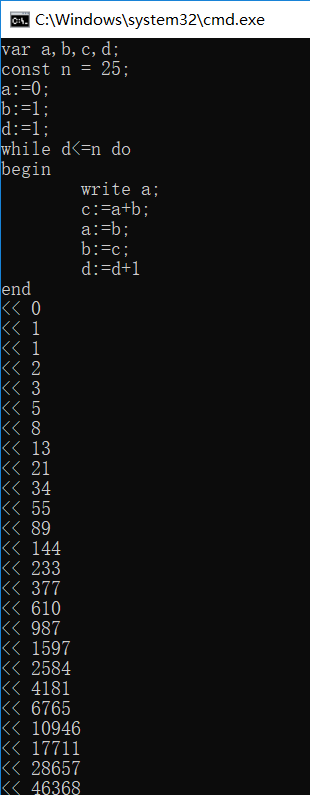 C:\Windows\system32\cmd.exe
var a,b,c,d;
const n = 25;
a:=0;
b:=1;
d:=1;
while d<=n do
begin
        write a;
        c:=a+b;
        a:=b;
        b:=c;
        d:=d+1
end
<< 0
<< 1
<< 1
<< 2
<< 3
<< 5
<< 8
<< 13
<< 21
<< 34
<< 55
<< 89
<< 144
<< 233
<< 377
<< 610
<< 987
<< 1597
<< 2584
<< 4181
<< 6765
<< 10946
<< 17711
<< 28657
<< 46368